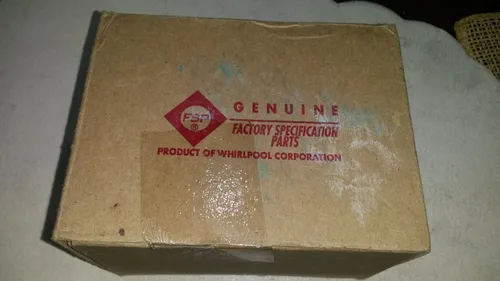 FSP
®
GENUINE
FACTORY SPECIFICATION
PARTS
PRODUCT OF WHIRLPOOL CORPORATION